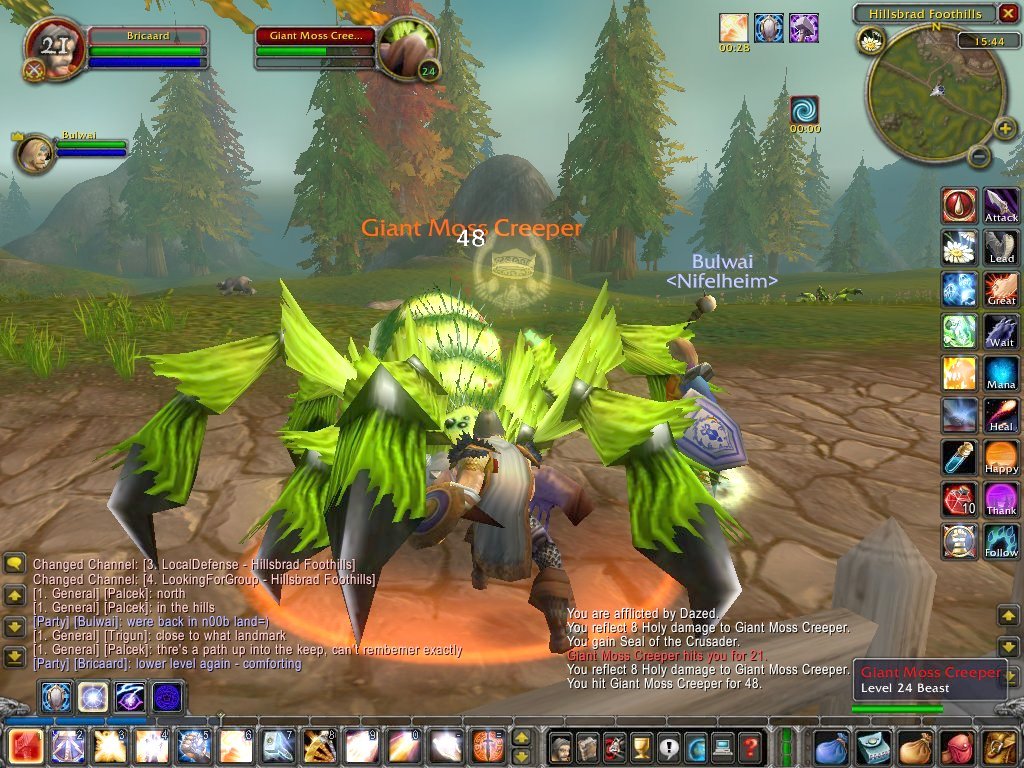 21
Bricaard
Giant Moss Cree...
24
00:28
Hillsbrad Foothills
N
15:44
Bulwai
00:00
Giant Moss Creeper
48
Bulwai
<Nifelheim>
Attack
Lead
Great
Wait
Mana
Heal
Happy
10
Thank
Follow
Changed Channel: [3. LocalDefense - Hillsbrad Foothills]
Changed Channel: [4. LookingForGroup - Hillsbrad Foothills]
[1. General] [Palcek]: north
[1. General] [Palcek]: in the hills
[Party] [Bulwai]: were back in n00b land=)
[1. General] [Trigun]: close to what landmark
[1. General] [Palcek]: thre's a path up into the keep, can't rembemer exactly
[Party] [Bricaard]: lower level again - comforting
You are afflicted by Dazed.
You reflect 8 Holy damage to Giant Moss Creeper.
You gain Seal of the Crusader.
Giant Moss Creeper hits you for 21.
You reflect 8 Holy damage to Giant Moss Creeper.
You hit Giant Moss Creeper for 48.
Giant Moss Creeper
Level 24 Beast
2 3 4 5 6 7 8 9 0 - =